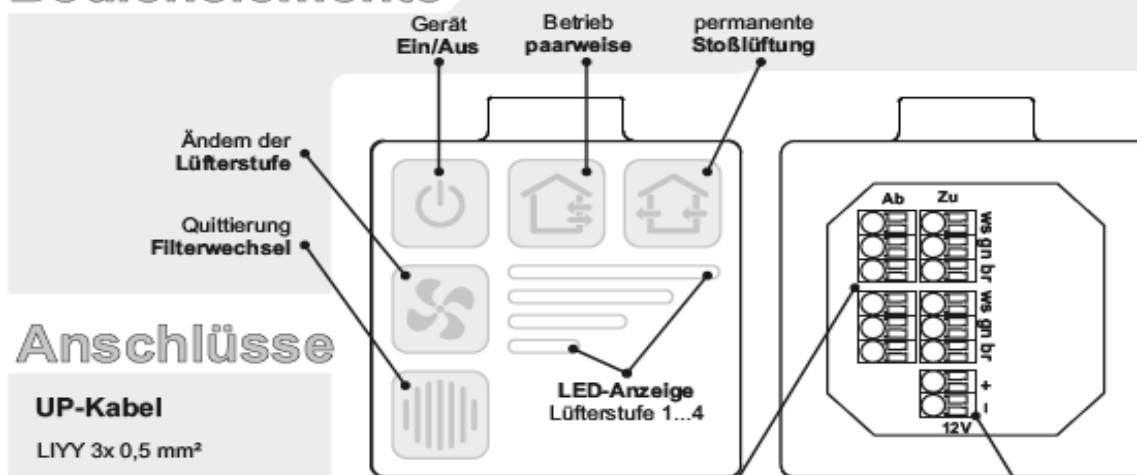 Bedienelemente
Gerät
Ein/Aus
Betrieb
paarweise
permanente
Stoßlüftung
Ändern der
Lüfterstufe
Quittierung
Filterwechsel
Ab
Zu
ws gn br
ws gn br
+
–
12V
LED-Anzeige
Lüfterstufe 1...4
Anschlüsse
UP-Kabel
LIYY 3x 0,5 mm²